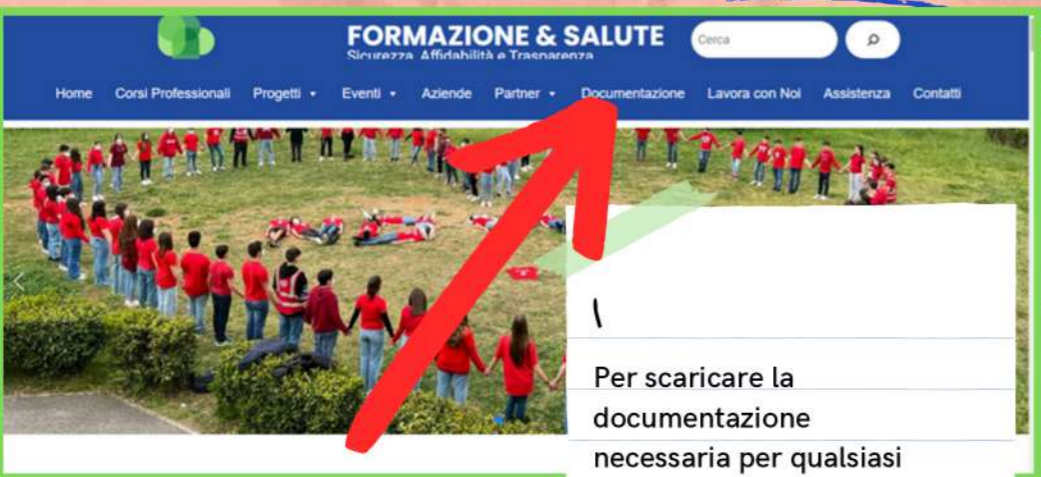 FORMAZIONE & SALUTE
Sicurezza Affidabilità e Trasparenza
Cerca
Home Corsi Professionali Progetti Eventi Aziende Partner Documentazione Lavora con Noi Assistenza Contatti
Per scaricare la
documentazione
necessaria per qualsiasi